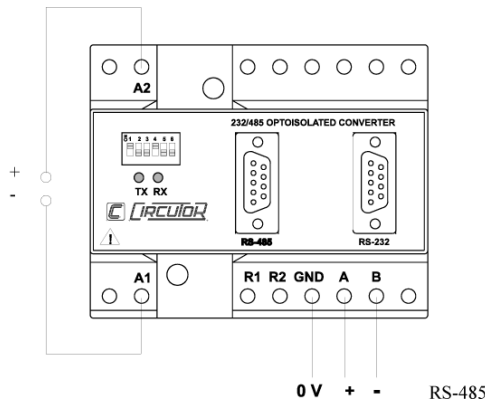 A2
232/485 OPTOISOLATED CONVERTER
ON
1 2 3 4 5 6
+
-
TX RX
C CIRCUTOR
RS-485
RS-232
!
A1
R1 R2 GND A B
0 V + - RS-485